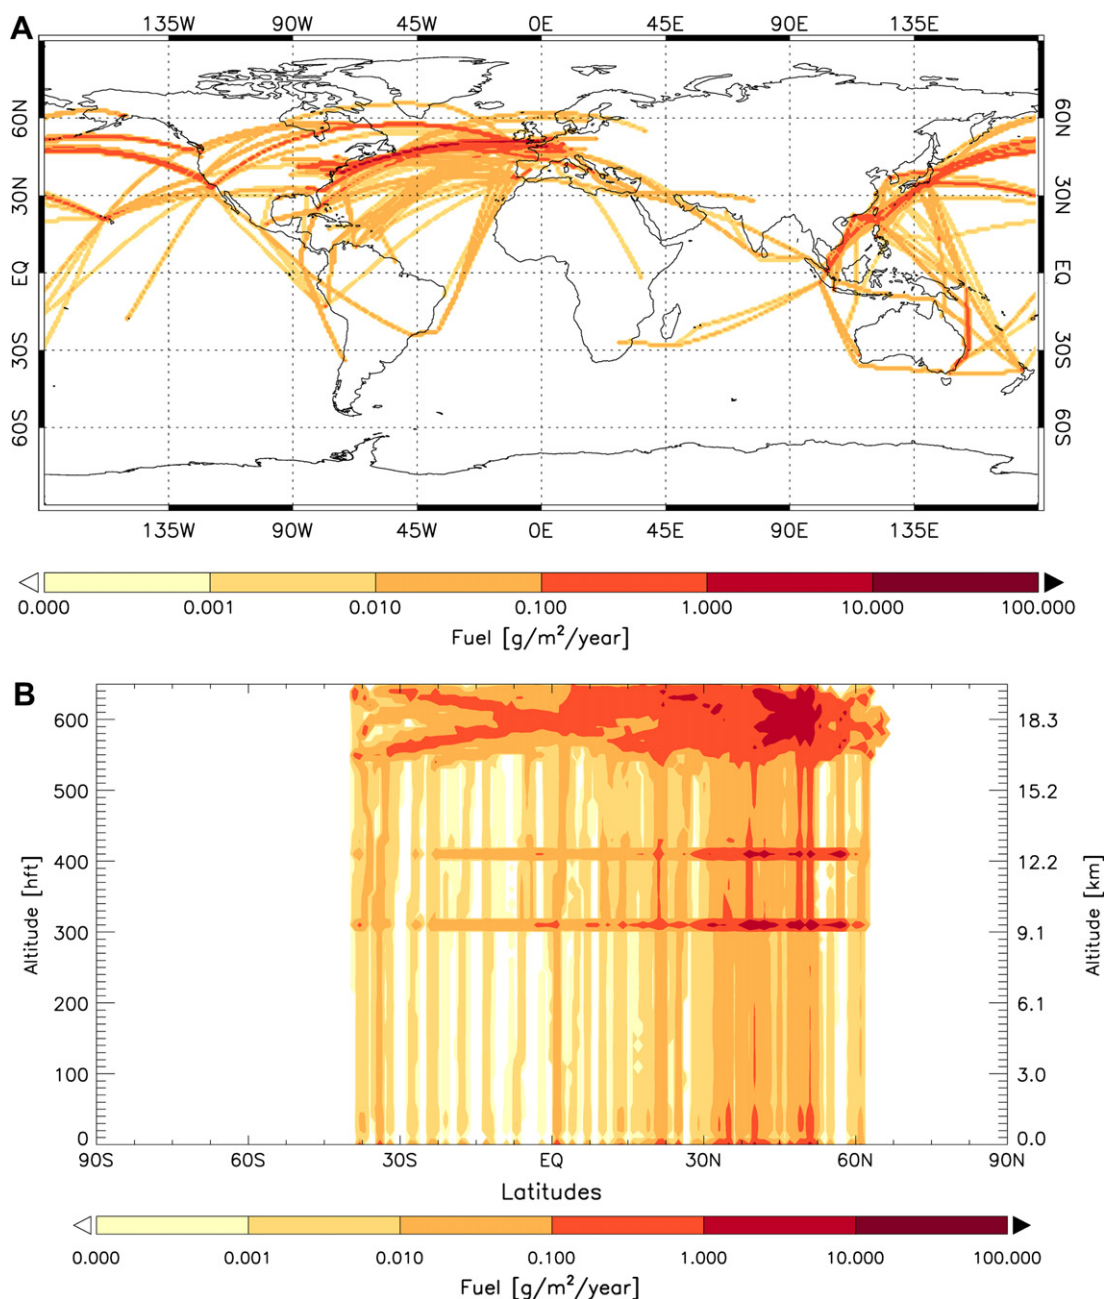 A
135W 90W 45W 0E 45E 90E 135E
60N 60N
30N 30N
EQ EQ
30S 30S
60S 60S
135W 90W 45W 0E 45E 90E 135E
0.000 0.001 0.010 0.100 1.000 10.000 100.000
Fuel [g/m²/year]
B
600 18.3
500 15.2
400 12.2
300 9.1
200 6.1
100 3.0
0 0.0
Altitude [hft]
Altitude [km]
90S 60S 30S EQ 30N 60N 90N
Latitudes
0.000 0.001 0.010 0.100 1.000 10.000 100.000
Fuel [g/m²/year]